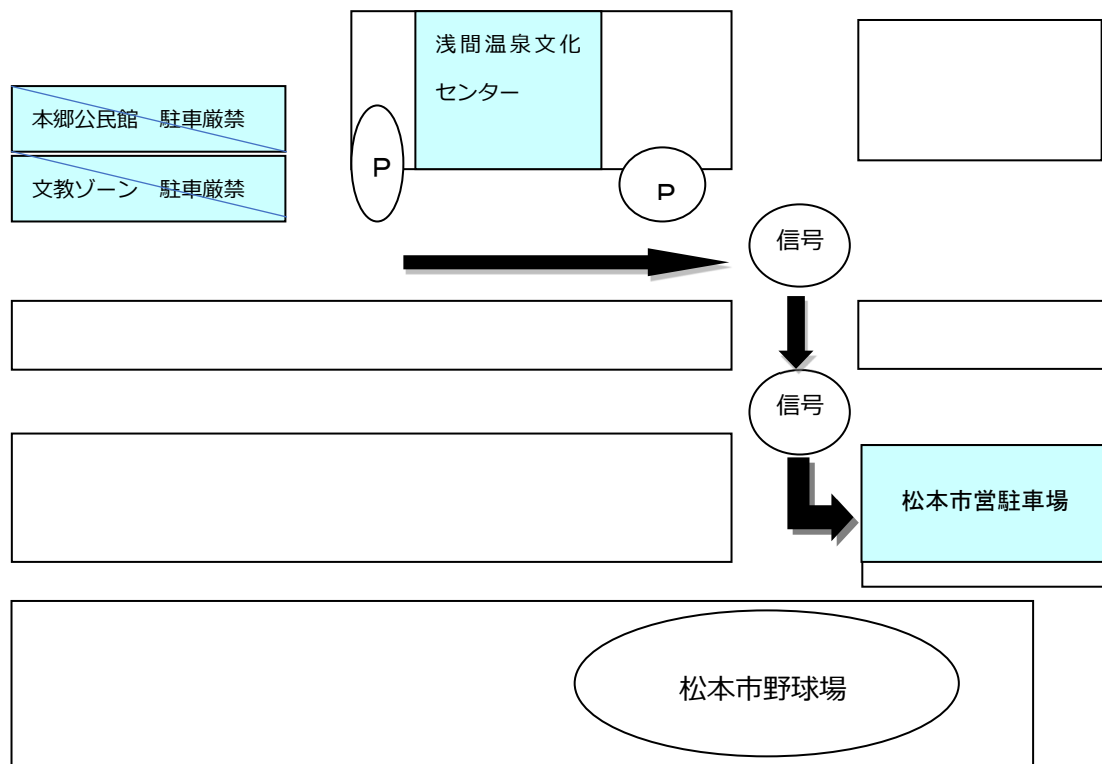 浅間温泉文化
センター
本郷公民館　駐車厳禁
文教ゾーン　駐車厳禁
P
P
信号
信号
松本市営駐車場
松本市野球場